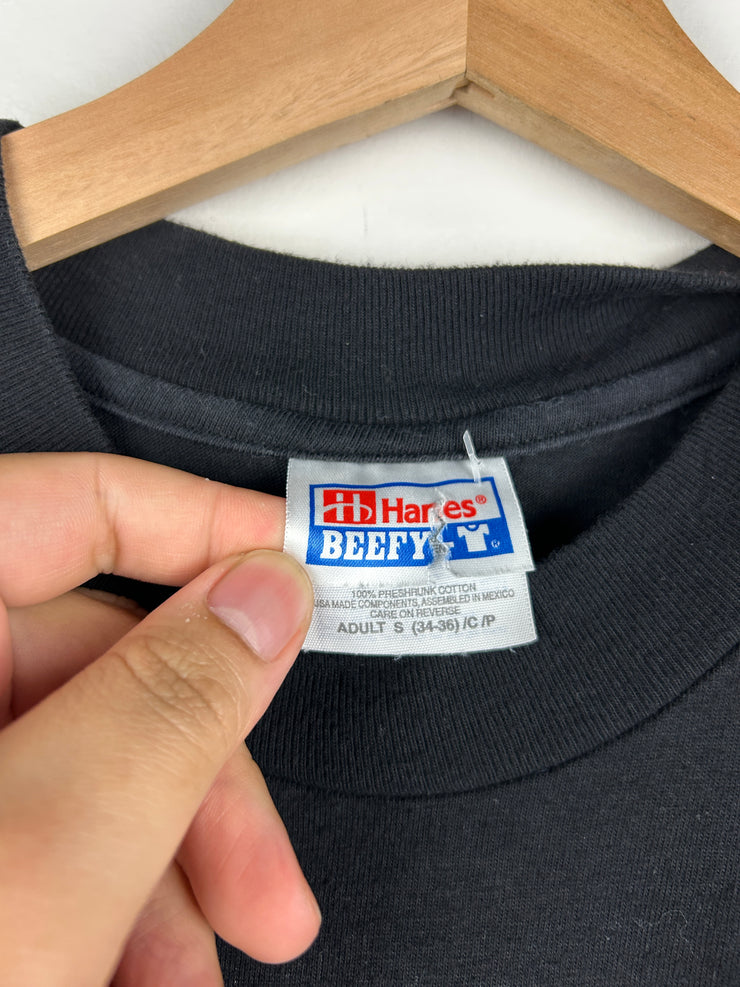 Hanes®
BEEFY-T®
100% PRESHRUNK COTTON
USA MADE COMPONENTS, ASSEMBLED IN MEXICO
CARE ON REVERSE
ADULT S (34-36) /C /P